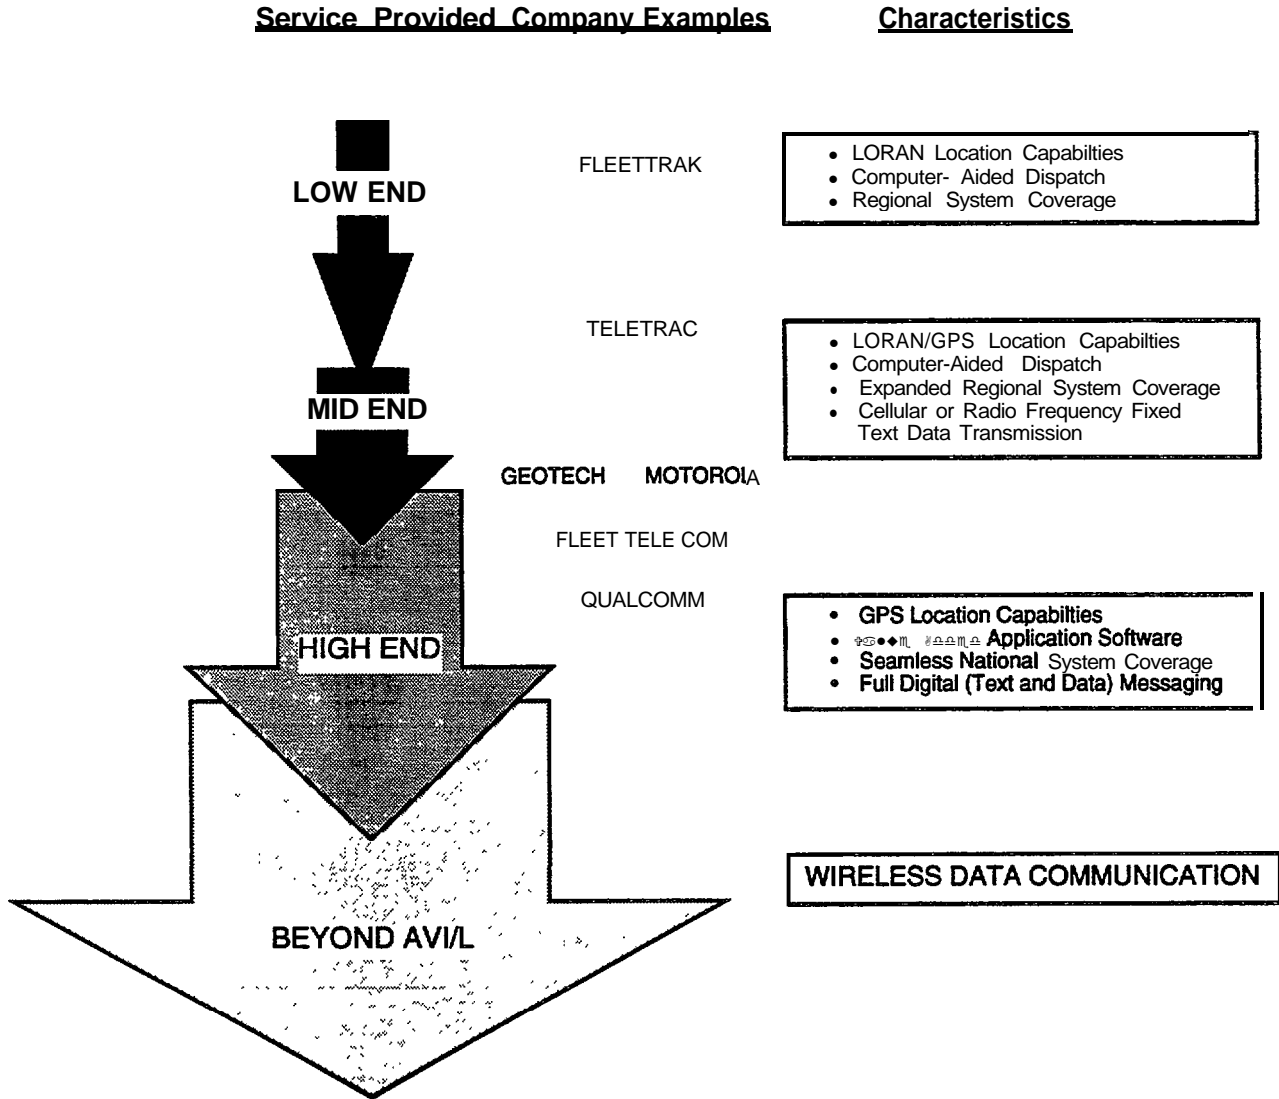 Service Provided Company Examples Characteristics
LOW END
FLEETTRAK
• LORAN Location Capabilties
• Computer- Aided Dispatch
• Regional System Coverage
MID END
TELETRAC
• LORAN/GPS Location Capabilties
• Computer-Aided Dispatch
• Expanded Regional System Coverage
• Cellular or Radio Frequency Fixed
Text Data Transmission
GEOTECH MOTOROLA
FLEET TELE COM
QUALCOMM
HIGH END
• GPS Location Capabilties
• Application Software
• Seamless National System Coverage
• Full Digital (Text and Data) Messaging
BEYOND AVI/L
WIRELESS DATA COMMUNICATION